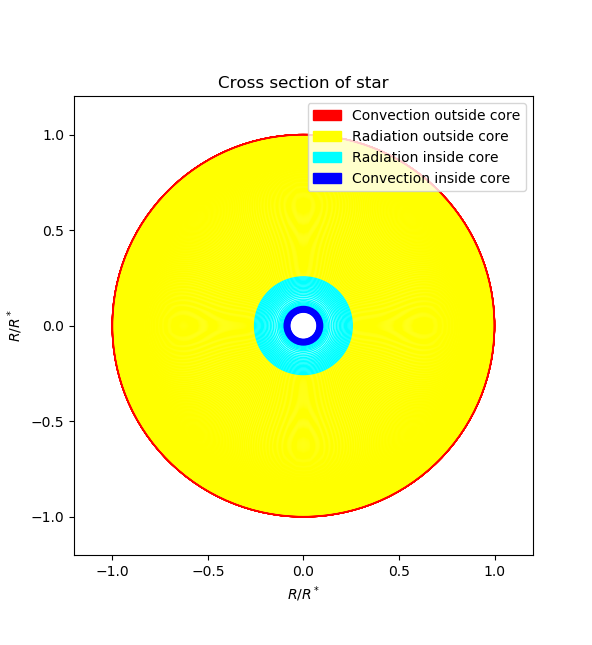 Cross section of star
Convection outside core
Radiation outside core
Radiation inside core
Convection inside core
1.0
0.5
0.0
−0.5
−1.0
R/R*
−1.0 −0.5 0.0 0.5 1.0
R/R*